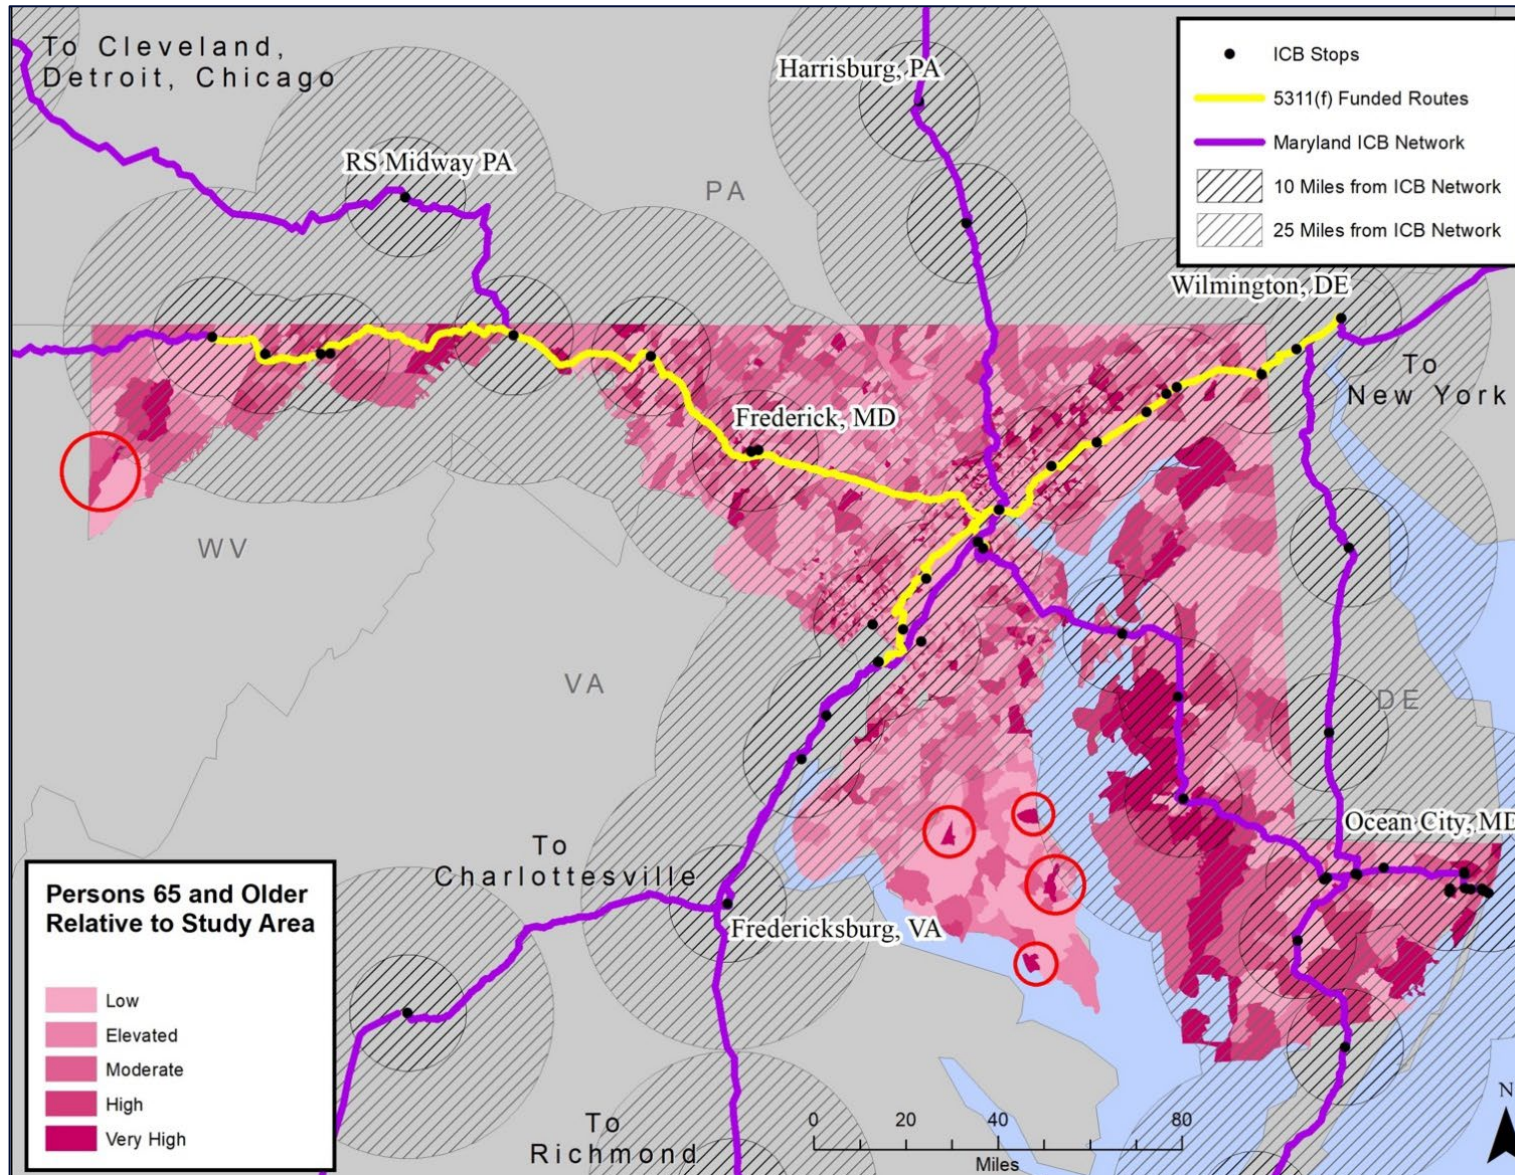 To Cleveland,
Detroit, Chicago
Harrisburg, PA
ICB Stops
5311(f) Funded Routes
Maryland ICB Network
10 Miles from ICB Network
25 Miles from ICB Network
RS Midway PA
PA
Wilmington, DE
To
New York
Frederick, MD
WV
VA
DE
Ocean City, MD
To
Charlottesville
Fredericksburg, VA
Persons 65 and Older
Relative to Study Area
Low
Elevated
Moderate
High
Very High
To
Richmond
0 20 40 80
Miles
N